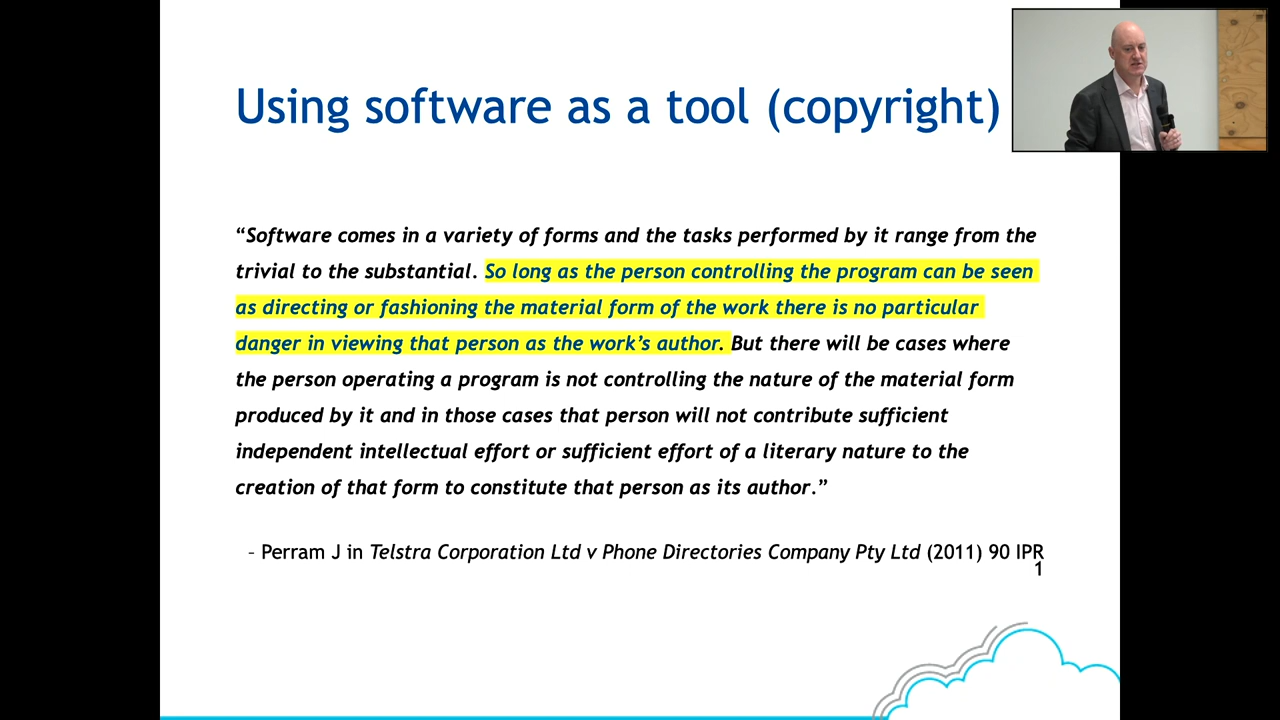 Using software as a tool (copyright)
“Software comes in a variety of forms and the tasks performed by it range from the
trivial to the substantial. So long as the person controlling the program can be seen
as directing or fashioning the material form of the work there is no particular
danger in viewing that person as the work’s author. But there will be cases where
the person operating a program is not controlling the nature of the material form
produced by it and in those cases that person will not contribute sufficient
independent intellectual effort or sufficient effort of a literary nature to the
creation of that form to constitute that person as its author.”
– Perram J in Telstra Corporation Ltd v Phone Directories Company Pty Ltd (2011) 90 IPR
1